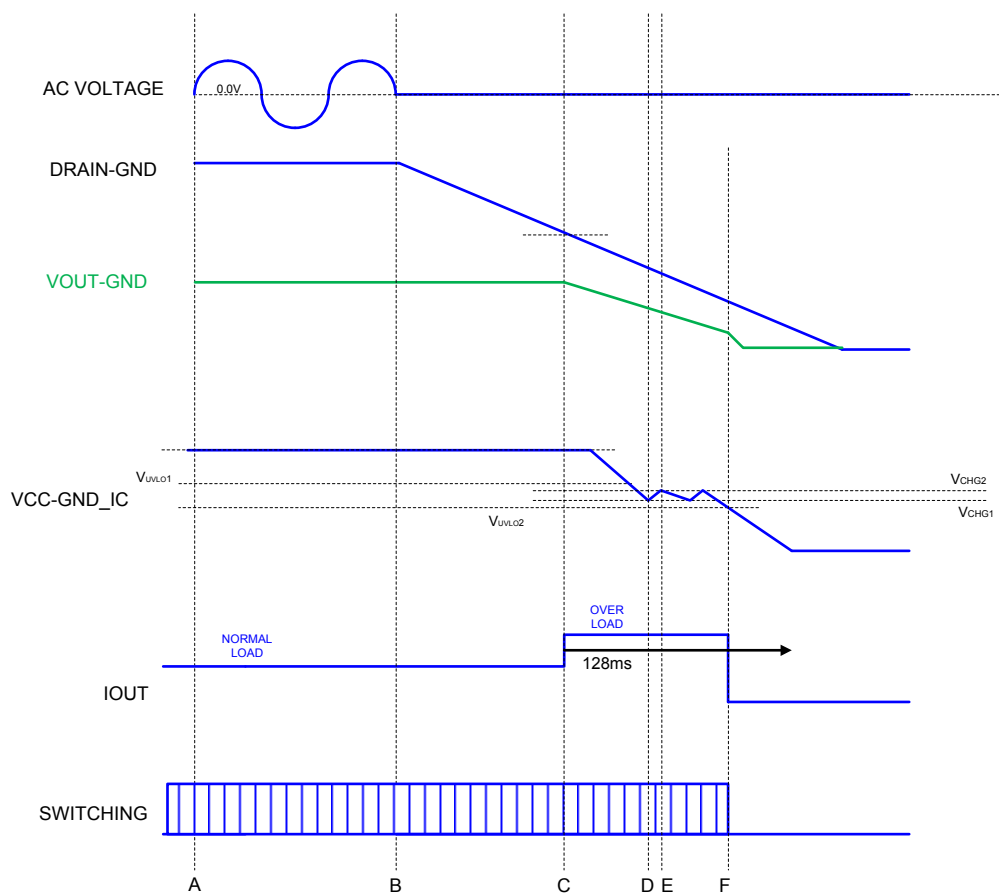 AC VOLTAGE
0.0V
DRAIN-GND
VOUT-GND
VUVLO1
VCHG2
VCC-GND_IC
VCHG1
VUVLO2
OVER
LOAD
NORMAL
LOAD
128ms
IOUT
SWITCHING
A B C D E F